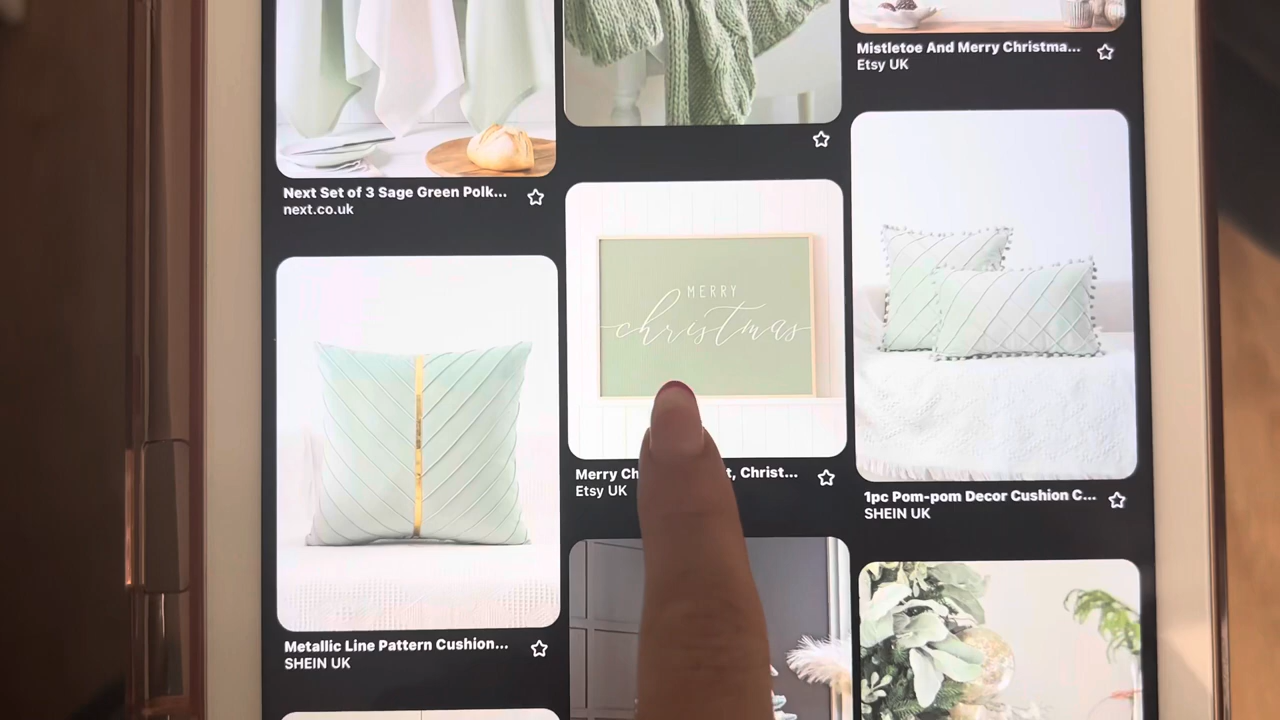 Next Set of 3 Sage Green Polk...
next.co.uk
Metallic Line Pattern Cushion...
SHEIN UK
MERRY
christmas
Merry Ch t, Christ...
Etsy UK
Mistletoe And Merry Christma...
Etsy UK
1pc Pom-pom Decor Cushion C...
SHEIN UK